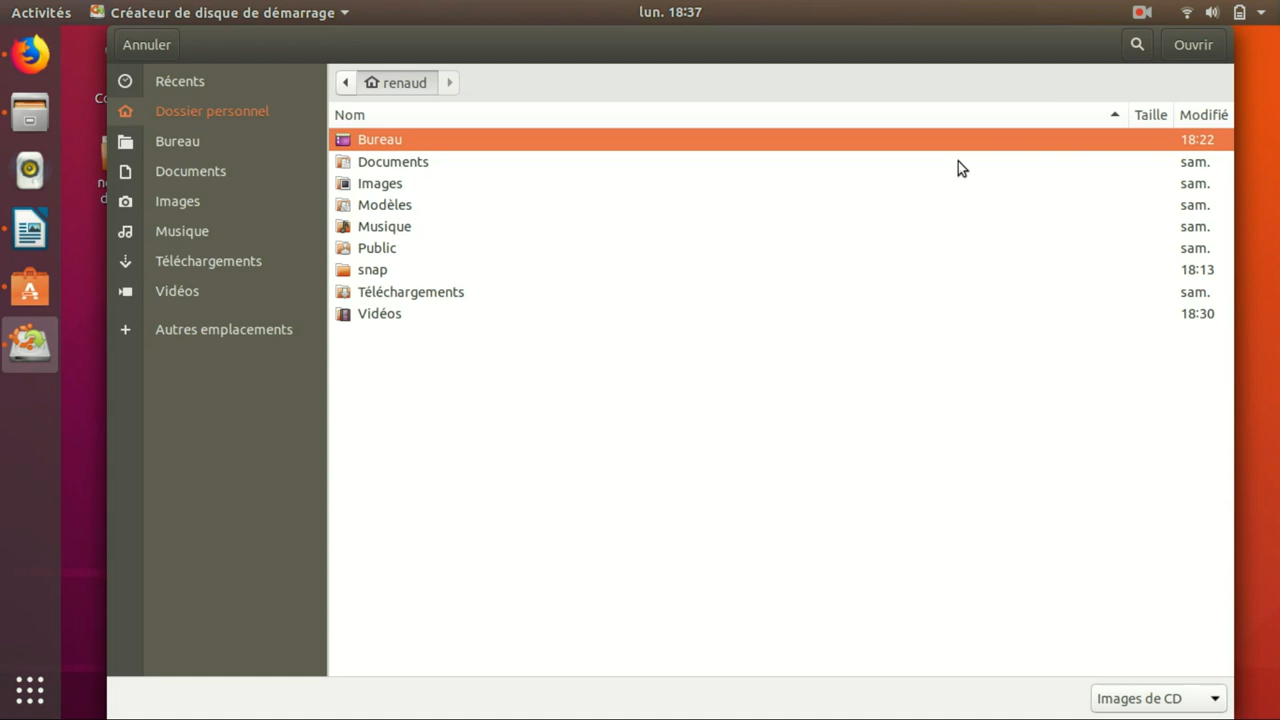 Activités Créateur de disque de démarrage lun. 18:37
Annuler Ouvrir
Récents
Dossier personnel
Bureau
Documents
Images
Musique
Téléchargements
Vidéos
Autres emplacements
renaud
Nom Taille Modifié
Bureau 18:22
Documents sam.
Images sam.
Modèles sam.
Musique sam.
Public sam.
snap 18:13
Téléchargements sam.
Vidéos 18:30
Images de CD